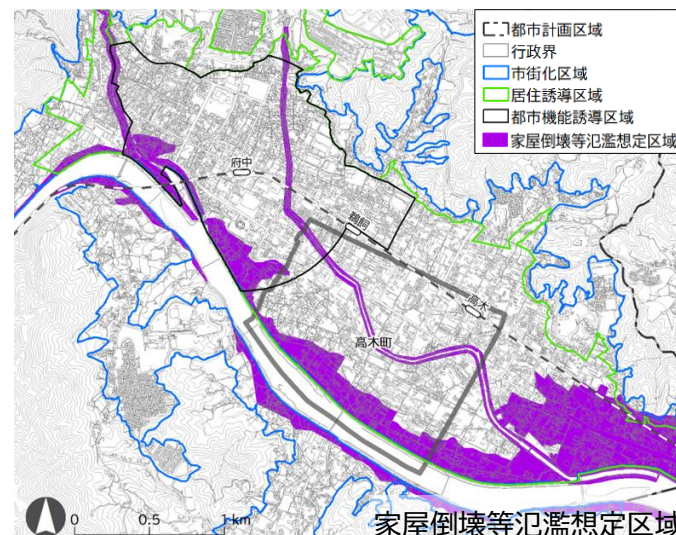 都市計画区域
行政界
市街化区域
居住誘導区域
都市機能誘導区域
家屋倒壊等氾濫想定区域
府中
鵜飼
高木
高木町
0 0.5 1 km
家屋倒壊等氾濫想定区域